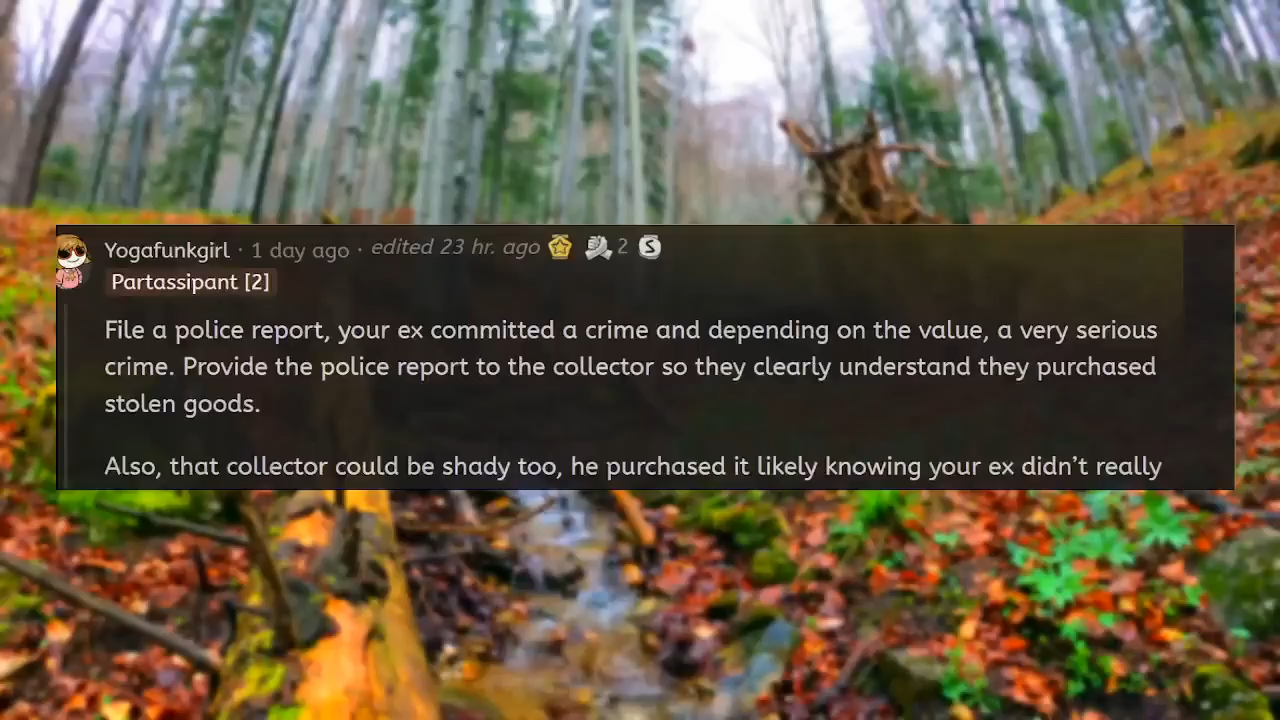 Yogafunkgirl · 1 day ago · edited 23 hr. ago 2 S
Partassipant [2]
File a police report, your ex committed a crime and depending on the value, a very serious
crime. Provide the police report to the collector so they clearly understand they purchased
stolen goods.
Also, that collector could be shady too, he purchased it likely knowing your ex didn’t really